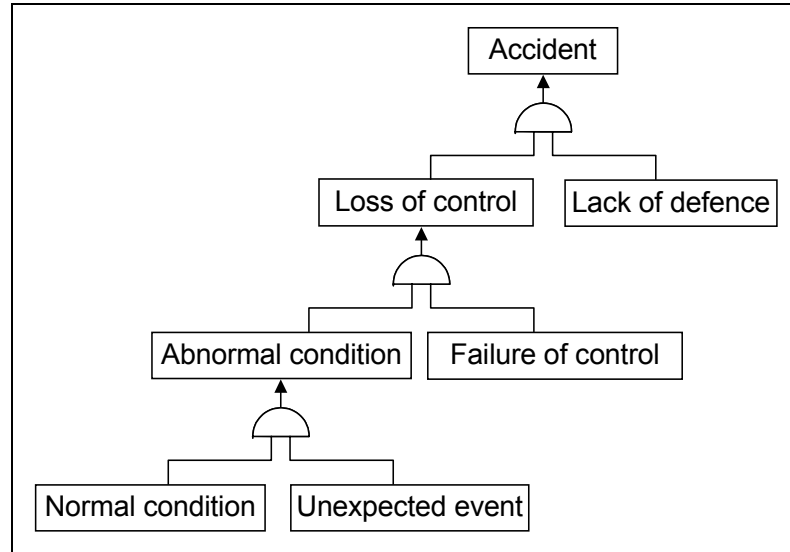 Accident
Loss of control
Lack of defence
Abnormal condition
Failure of control
Normal condition
Unexpected event